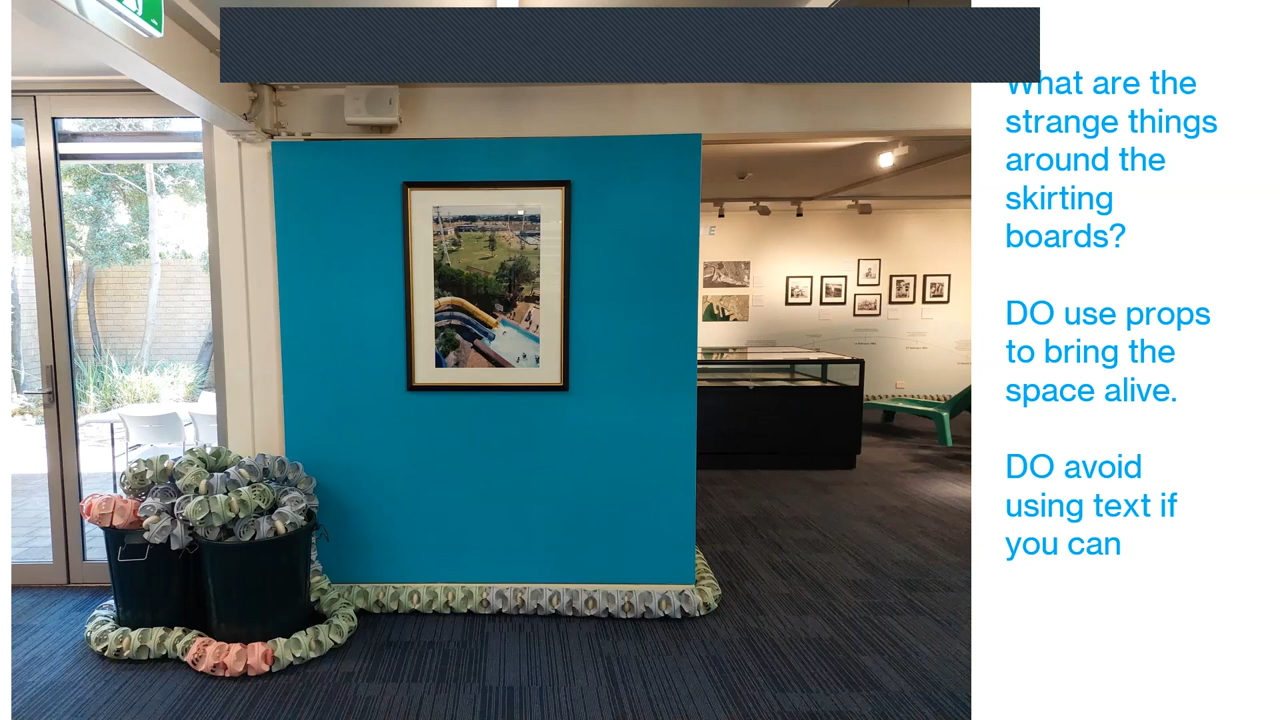 What are the
strange things
around the
skirting
boards?
DO use props
to bring the
space alive.
DO avoid
using text if
you can